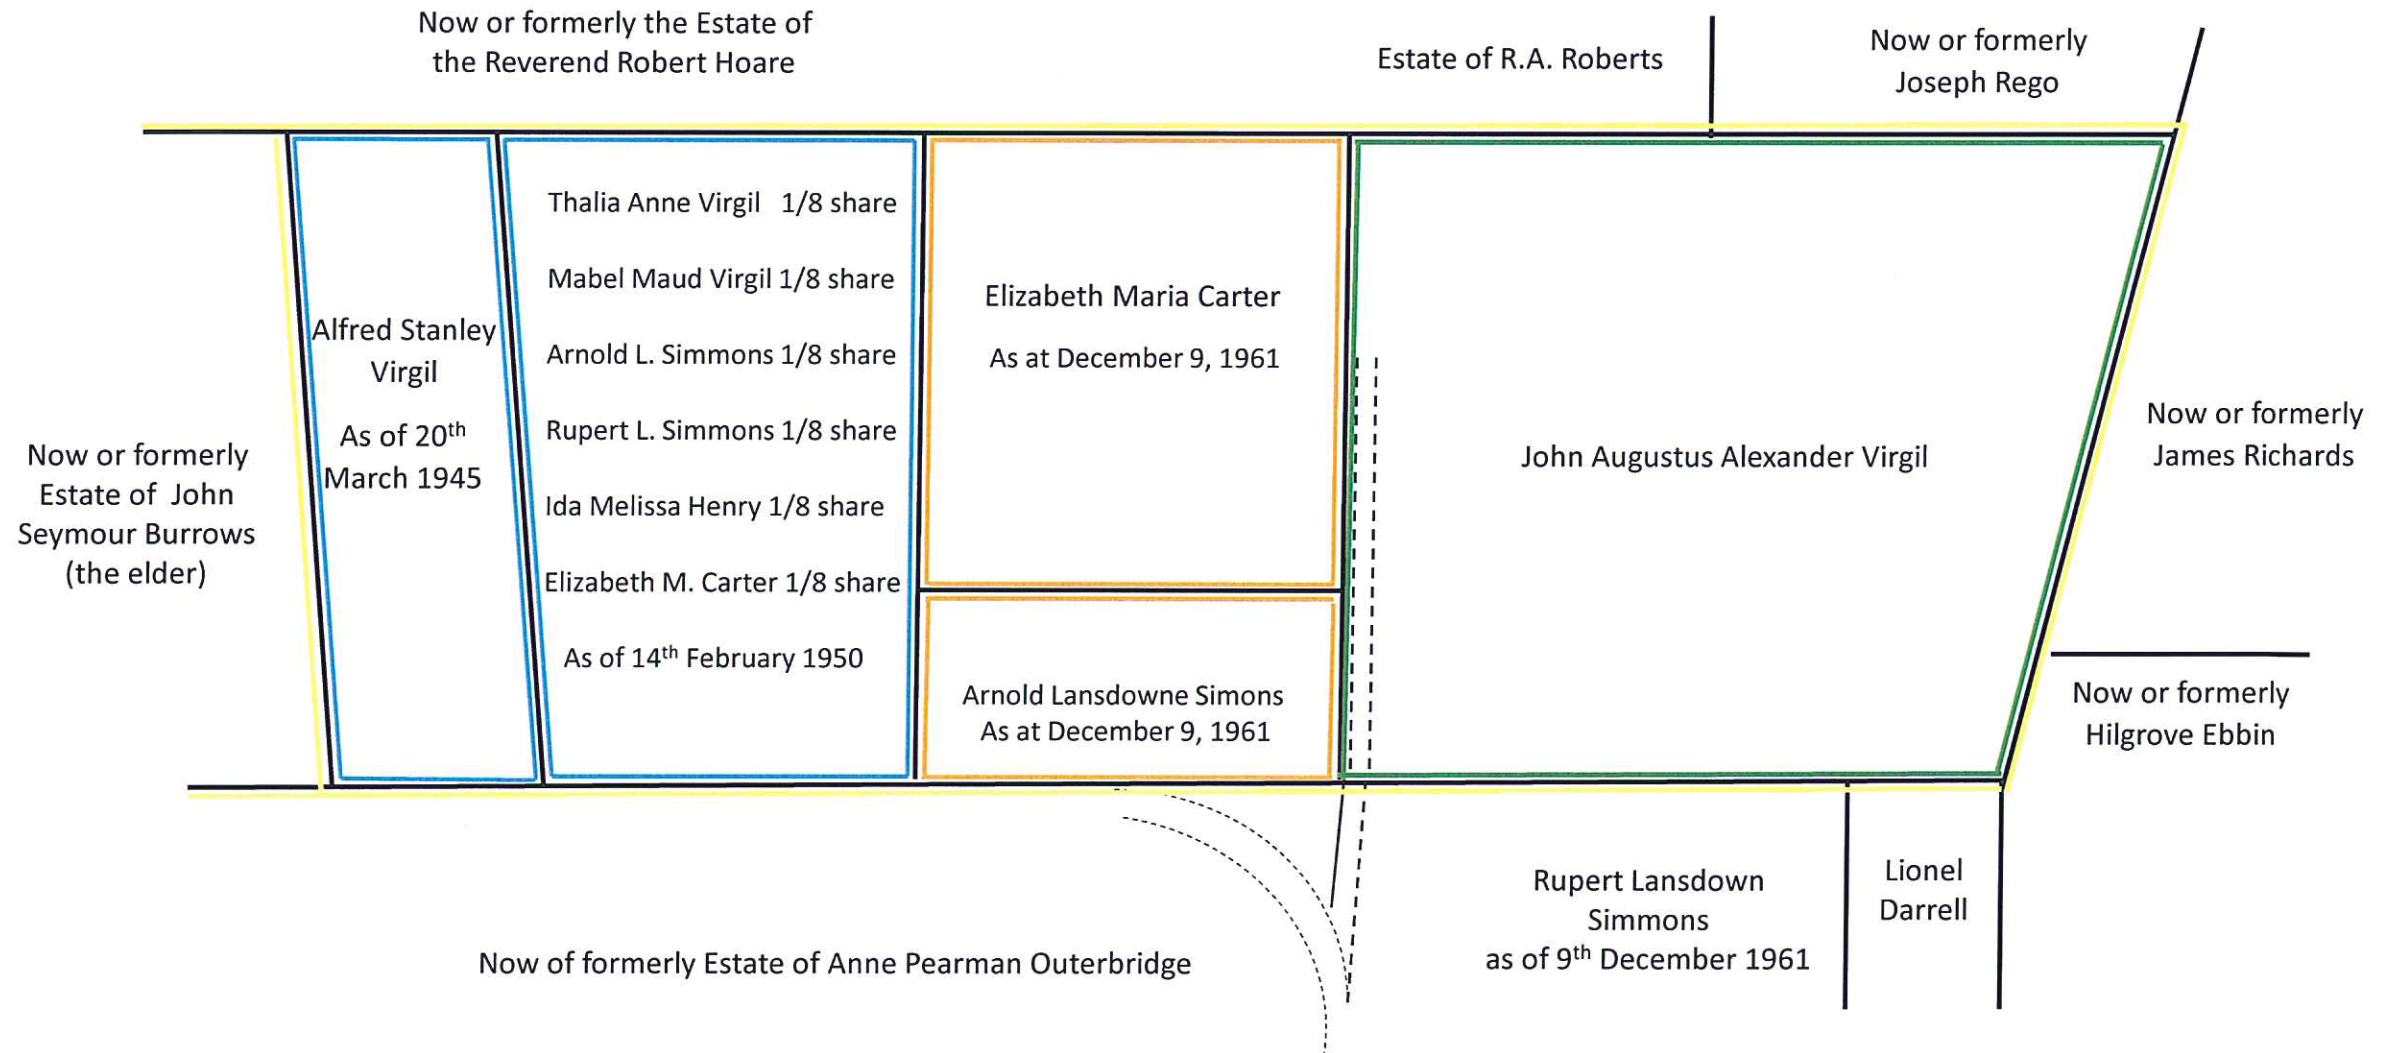 Now or formerly the Estate of
the Reverend Robert Hoare
Estate of R.A. Roberts
Now or formerly
Joseph Rego
Now or formerly
Estate of  John
Seymour Burrows
(the elder)
Alfred Stanley
Virgil
As of 20th
March 1945
Thalia Anne Virgil   1/8 share
Mabel Maud Virgil 1/8 share
Arnold L. Simmons 1/8 share
Rupert L. Simmons 1/8 share
Ida Melissa Henry 1/8 share
Elizabeth M. Carter 1/8 share
As of 14th February 1950
Elizabeth Maria Carter
As at December 9, 1961
Arnold Lansdowne Simons
As at December 9, 1961
John Augustus Alexander Virgil
Now or formerly
James Richards
Now or formerly
Hilgrove Ebbin
Now of formerly Estate of Anne Pearman Outerbridge
Rupert Lansdown
Simmons
as of 9th December 1961
Lionel
Darrell